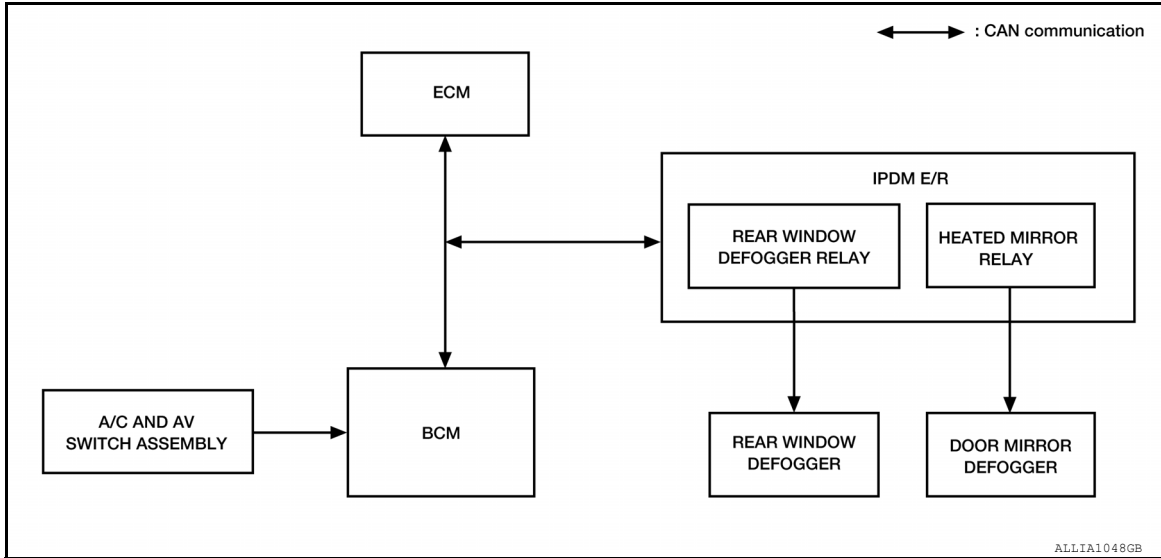 : CAN communication
ECM
IPDM E/R
REAR WINDOW
DEFOGGER RELAY
HEATED MIRROR
RELAY
A/C AND AV
SWITCH ASSEMBLY
BCM
REAR WINDOW
DEFOGGER
DOOR MIRROR
DEFOGGER
ALLIA1048GB